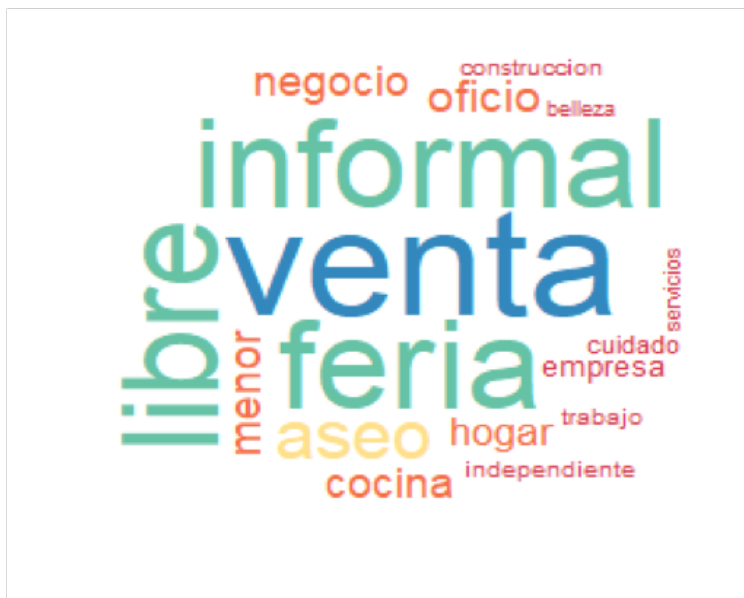 construccion
negocio
oficio
belleza
informal
venta
libre
servicios
feria
menor
cuidado
empresa
aseo
hogar
trabajo
cocina
independiente